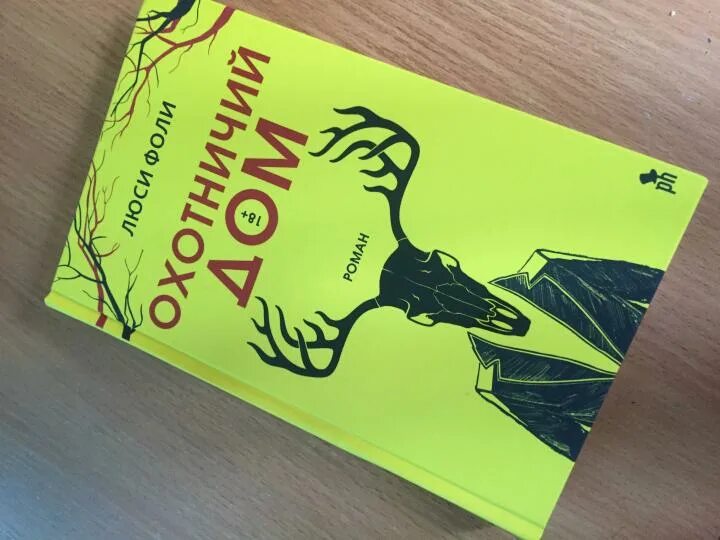 ЛЮСИ ФОЛИ
ОХОТНИЧИЙ
ДОМ
18+
РОМАН
ph